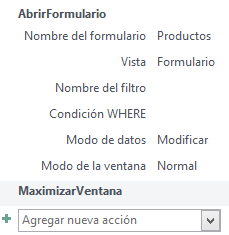 AbrirFormulario
Nombre del formulario Productos
Vista Formulario
Nombre del filtro
Condición WHERE
Modo de datos Modificar
Modo de la ventana Normal
MaximizarVentana
Agregar nueva acción